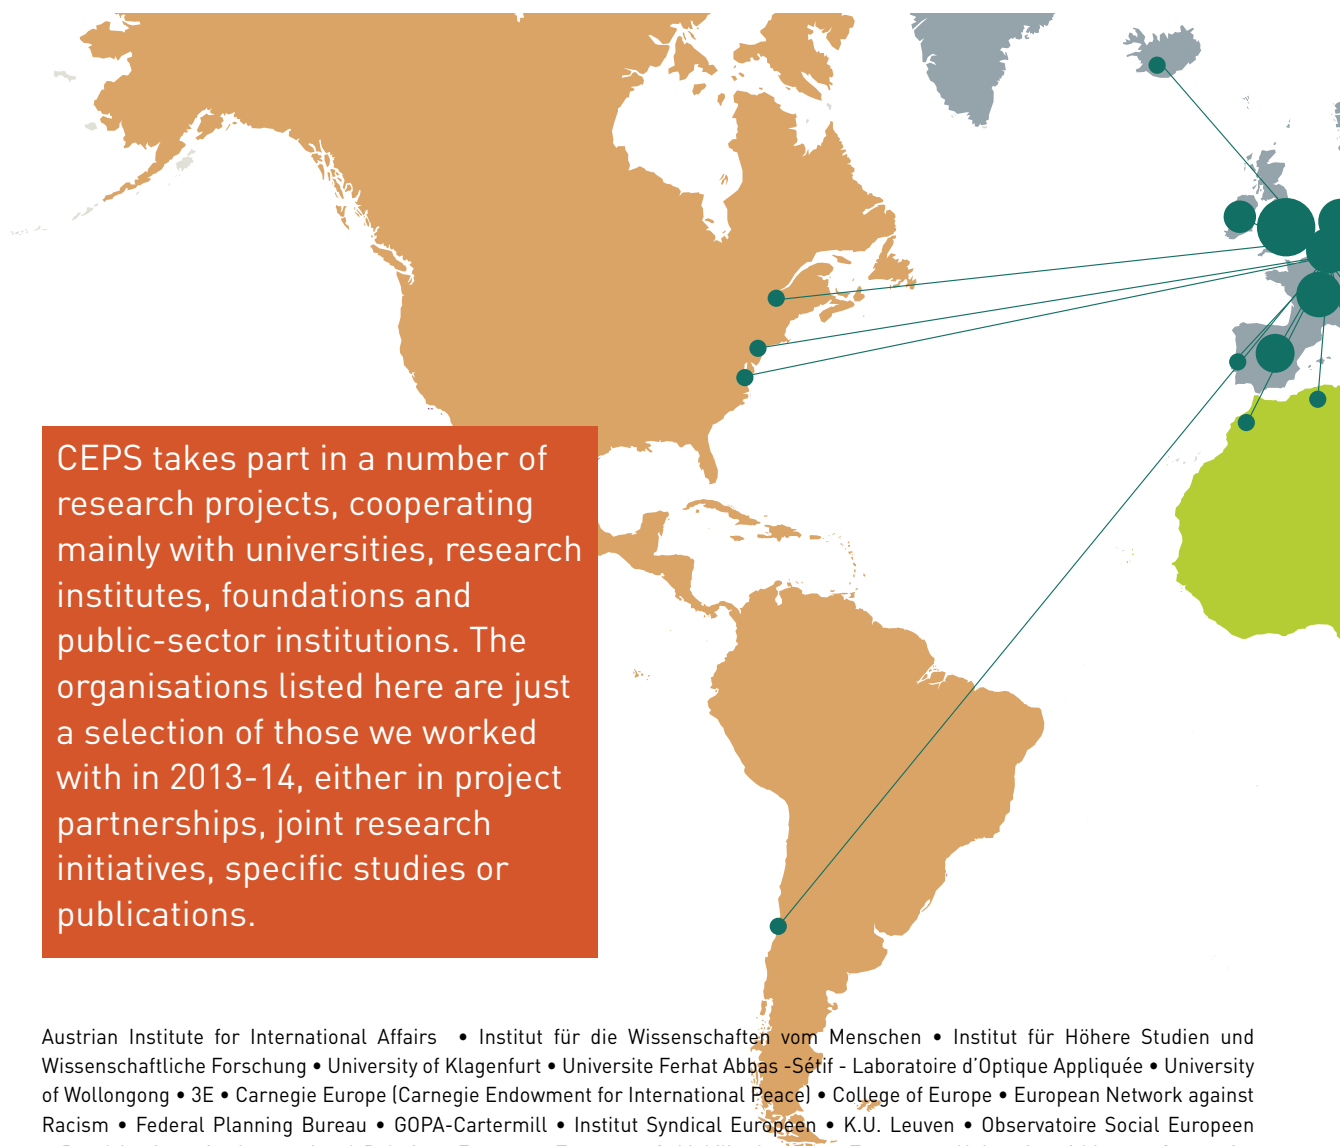 CEPS takes part in a number of
research projects, cooperating
mainly with universities, research
institutes, foundations and
public-sector institutions. The
organisations listed here are just
a selection of those we worked
with in 2013-14, either in project
partnerships, joint research
initiatives, specific studies or
publications.
Austrian Institute for International Affairs • Institut für die Wissenschaften vom Menschen • Institut für Höhere Studien und
Wissenschaftliche Forschung • University of Klagenfurt • Universite Ferhat Abbas -Sétif - Laboratoire d'Optique Appliquée • University
of Wollongong • 3E • Carnegie Europe (Carnegie Endowment for International Peace) • College of Europe • European Network against
Racism • Federal Planning Bureau • GOPA-Cartermill • Institut Syndical Européen • K.U. Leuven • Observatoire Social Europeen